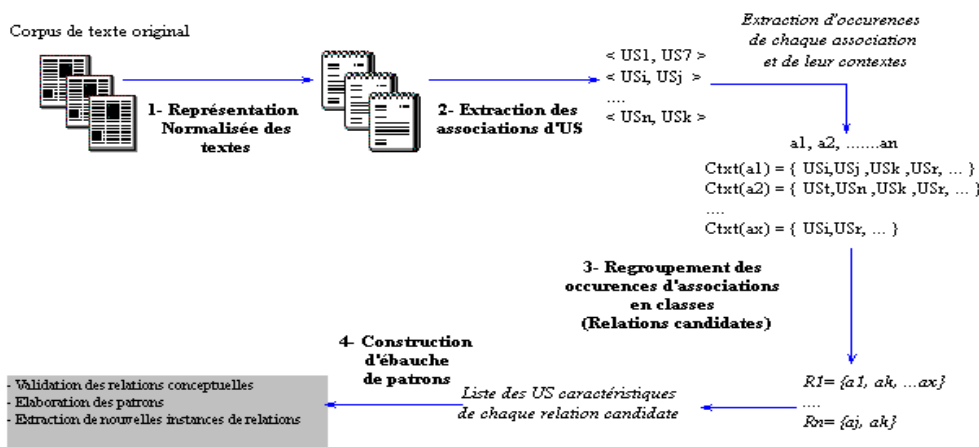 Corpus de texte original
1- Représentation
Normalisée des
textes
2- Extraction des
associations d'US
< US1, US7 >
< USi, USj >
....
< USn, USk >
Extraction d'occurences
de chaque association
et de leur contextes
a1, a2, .......an
Ctxt(a1) = { USi,USj ,USk ,USr, ... }
Ctxt(a2) = { USt,USn ,USk ,USr, ... }
....
Ctxt(ax) = { USi,USr, ... }
3- Regroupement des
occurences d'associations
en classes
(Relations candidates)
R1= {a1, ak, ...ax}
....
Rn= {aj, ak}
Liste des US caractéristiques
de chaque relation candidate
4- Construction
d'ébauche
de patrons
- Validation des relations conceptuelles
- Elaboration des patrons
- Extraction de nouvelles instances de relations